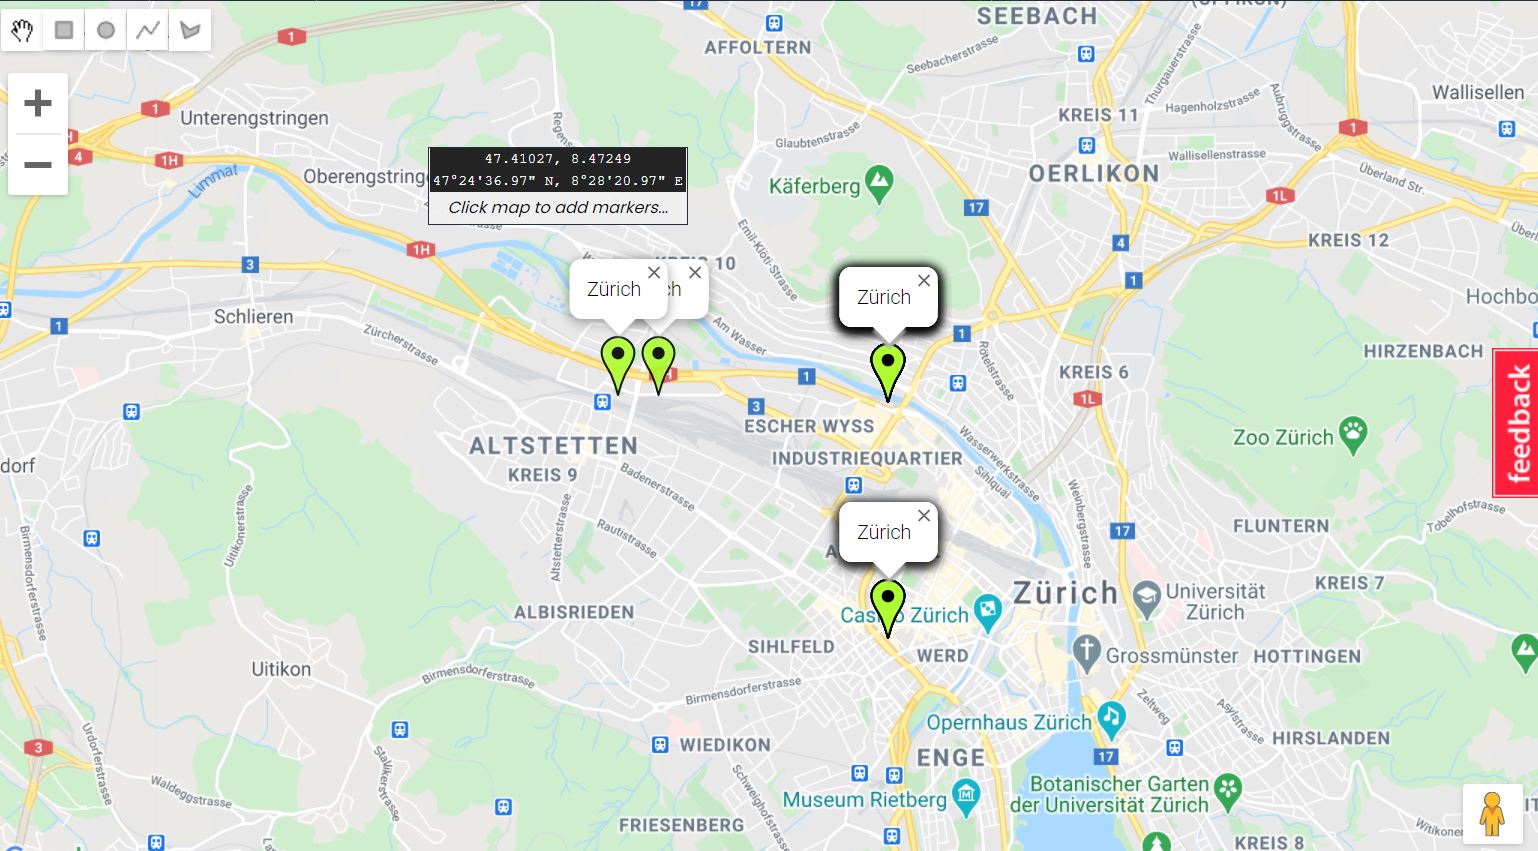 SEEBACH
AFFOLTERN
17
1
Seebacherstrasse
Thurgauerstrasse
Wallisellen
Unterengstringen
1
KREIS 11
Hagenholzstrasse
Aubruggstrasse
1
4
1H
Glaubtenstrasse
Wallisellenstrasse
47.41027, 8.47249
47°24'36.97" N, 8°28'20.97" E
Click map to add markers...
Limmat
Oberengstring
Käferberg
OERLIKON
Überland Str.
1L
17
Emil-Klöti-Strasse
1H
4
KREIS 12
3
KREIS 10
1
Zürich
ch
Zürich
Hochbo
Schlieren
1
Zürcherstrasse
Am Wasser
1
Rötelstrasse
HIRZENBACH
KREIS 6
1
3
1L
feedback
ESCHER WYSS
ALTSTETTEN
KREIS 9
INDUSTRIEQUARTIER
Wasserwerkstrasse
Sihlquai
Zoo Zürich
dorf
Badenerstrasse
Weinbergstrasse
Uitikonerstrasse
Rautistrasse
Altstetterstrasse
Zürich
17
FLUNTERN
Tobelhofstrasse
Birmensdorferstrasse
Zürich
Universität
Zürich
KREIS 7
ALBISRIEDEN
Casino Zürich
SIHLFELD
WERD
Grossmünster
HOTTINGEN
Uitikon
Birmensdorferstrasse
Birmensdorferstrasse
Zeltweg
Asylstrasse
Opernhaus Zürich
3
Urdorferstrasse
Stallikerstrasse
WIEDIKON
ENGE
17
HIRSLANDEN
Waldeggstrasse
Museum Rietberg
Botanischer Garten
der Universität Zürich
FRIESENBERG
KREIS 8